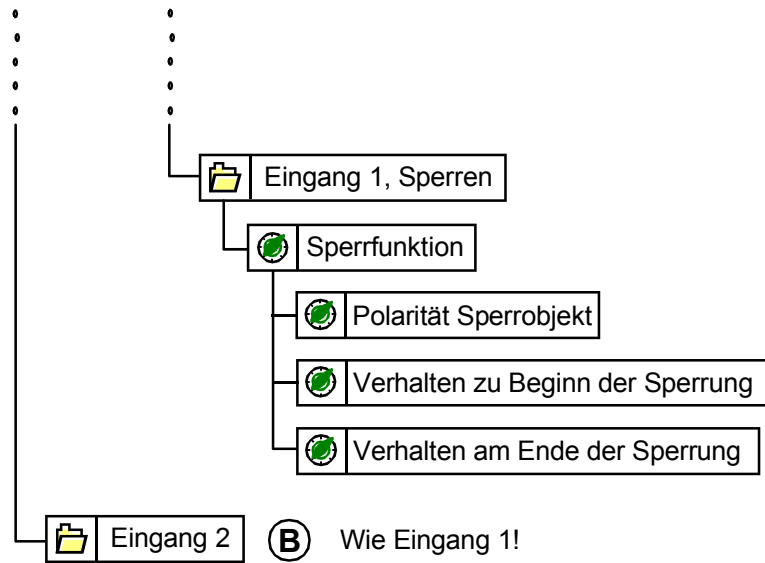 Eingang 1, Sperren
Sperrfunktion
Polarität Sperrobjekt
Verhalten zu Beginn der Sperrung
Verhalten am Ende der Sperrung
Eingang 2 B Wie Eingang 1!